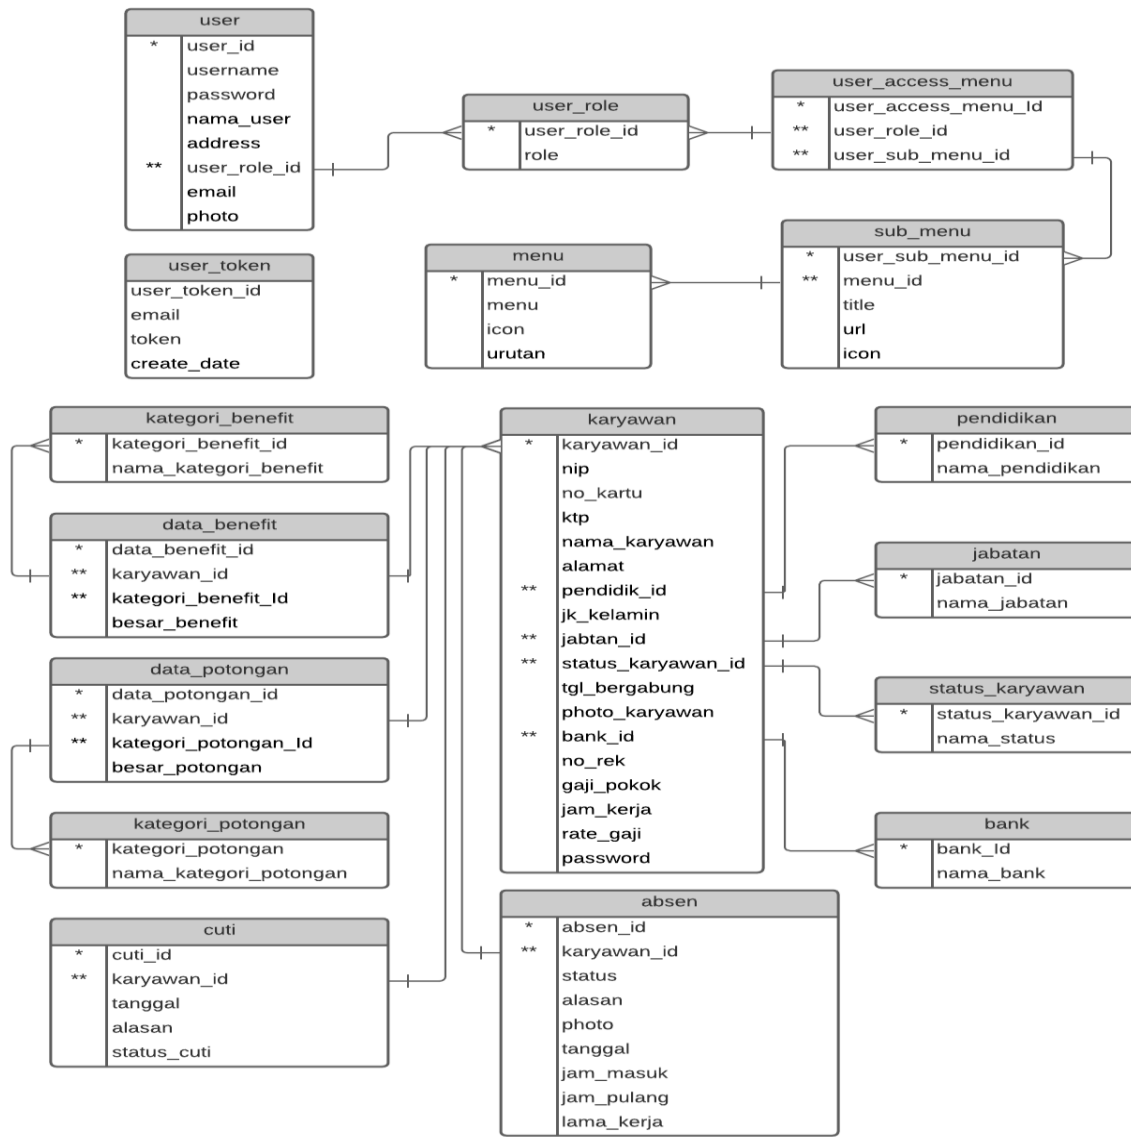 user
* user_id
username
password
nama_user
address
** user_role_id
email
photo
user_role
* user_role_id
role
user_access_menu
* user_access_menu_Id
** user_role_id
** user_sub_menu_id
user_token
user_token_id
email
token
create_date
menu
* menu_id
menu
icon
urutan
sub_menu
* user_sub_menu_id
** menu_id
title
url
icon
kategori_benefit
* kategori_benefit_id
nama_kategori_benefit
data_benefit
* data_benefit_id
** karyawan_id
** kategori_benefit_Id
besar_benefit
data_potongan
* data_potongan_id
** karyawan_id
** kategori_potongan_Id
besar_potongan
kategori_potongan
* kategori_potongan
nama_kategori_potongan
cuti
* cuti_id
** karyawan_id
tanggal
alasan
status_cuti
karyawan
* karyawan_id
nip
no_kartu
ktp
nama_karyawan
alamat
** pendidik_id
jk_kelamin
** jabtan_id
** status_karyawan_id
tgl_bergabung
photo_karyawan
** bank_id
no_rek
gaji_pokok
jam_kerja
rate_gaji
password
absen
* absen_id
** karyawan_id
status
alasan
photo
tanggal
jam_masuk
jam_pulang
lama_kerja
pendidikan
* pendidikan_id
nama_pendidikan
jabatan
* jabatan_id
nama_jabatan
status_karyawan
* status_karyawan_id
nama_status
bank
* bank_Id
nama_bank